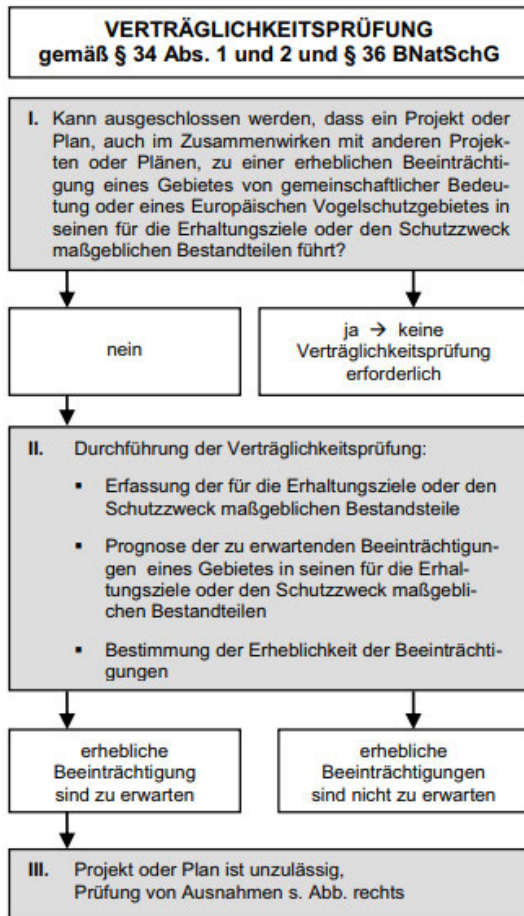 VERTRÄGLICHKEITSPRÜFUNG
gemäß § 34 Abs. 1 und 2 und § 36 BNatSchG
I. Kann ausgeschlossen werden, dass ein Projekt oder
Plan, auch im Zusammenwirken mit anderen Projek-
ten oder Plänen, zu einer erheblichen Beeinträchti-
gung eines Gebietes von gemeinschaftlicher Bedeu-
tung oder eines Europäischen Vogelschutzgebietes in
seinen für die Erhaltungsziele oder den Schutzzweck
maßgeblichen Bestandteilen führt?
nein
ja → keine
Verträglichkeitsprüfung
erforderlich
II. Durchführung der Verträglichkeitsprüfung:
▪ Erfassung der für die Erhaltungsziele oder den
Schutzzweck maßgeblichen Bestandsteile
▪ Prognose der zu erwartenden Beeinträchtigun-
gen eines Gebietes in seinen für die Erhal-
tungsziele oder den Schutzzweck maßgebli-
chen Bestandteilen
▪ Bestimmung der Erheblichkeit der Beeinträchti-
gungen
erhebliche
Beeinträchtigung
sind zu erwarten
erhebliche
Beeinträchtigungen
sind nicht zu erwarten
III. Projekt oder Plan ist unzulässig,
Prüfung von Ausnahmen s. Abb. rechts